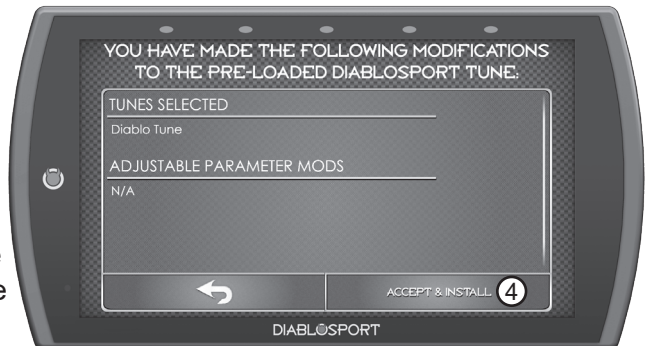 YOU HAVE MADE THE FOLLOWING MODIFICATIONS
TO THE PRE-LOADED DIABLOSPORT TUNE:
TUNES SELECTED
Diablo Tune
ADJUSTABLE PARAMETER MODS
N/A
ACCEPT & INSTALL 4
DIABLOSPORT